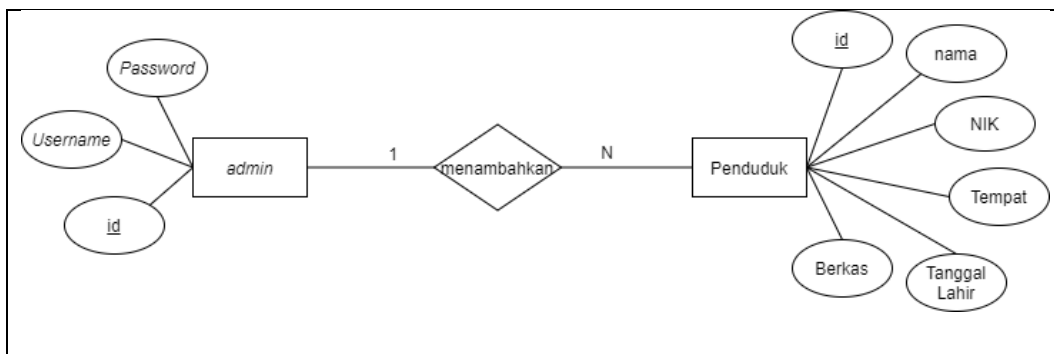 Password
Username
admin
id
1
menambahkan
N
Penduduk
id
nama
NIK
Tempat
Tanggal
Lahir
Berkas